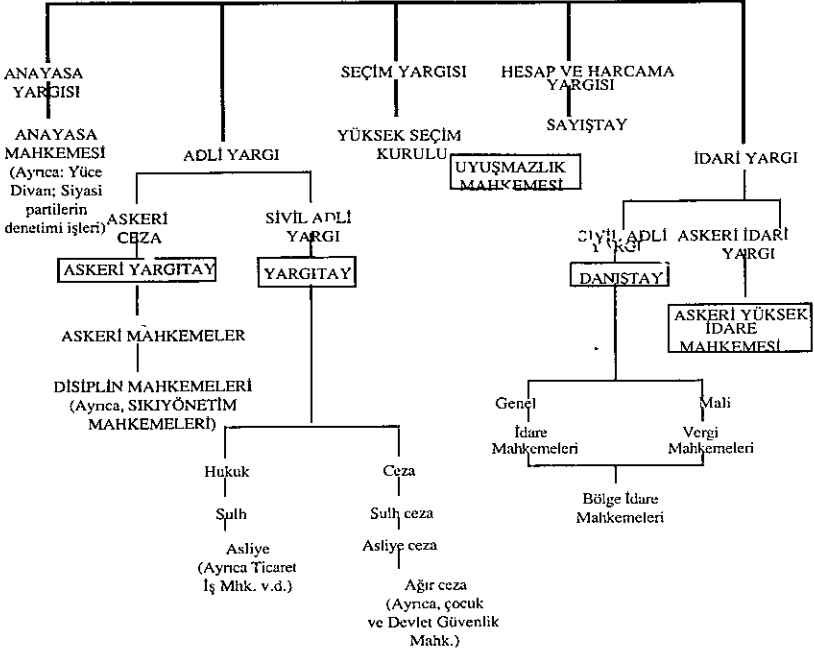 ANAYASA
YARGISI
ANAYASA
MAHKEMESİ
(Ayrıca: Yüce
Divan; Siyasi
partilerin
denetimi işleri)
ADLİ YARGI
ASKERİ
CEZA
ASKERİ YARGITAY
ASKERİ MAHKEMELER
DİSİPLİN MAHKEMELERİ
(Ayrıca, SIKIYÖNETİM
MAHKEMELERİ)
SİVİL ADLİ
YARGI
YARGITAY
Hukuk
Sulh
Asliye
(Ayrıca Ticaret
İş Mhk. v.d.)
Ceza
Sulh ceza
Asliye ceza
Ağır ceza
(Ayrıca, çocuk
ve Devlet Güvenlik
Mahk.)
SEÇİM YARGISI
YÜKSEK SEÇİM
KURULU
HESAP VE HARCAMA
YARGISI
SAYIŞTAY
UYUŞMAZLIK
MAHKEMESİ
İDARİ YARGI
ADLİ
DANIŞTAY
Genel
İdare
Mahkemeleri
Mali
Vergi
Mahkemeleri
Bölge İdare
Mahkemeleri
ASKERİ İDARİ
YARGI
ASKERİ YÜKSEK
İDARE
MAHKEMESİ